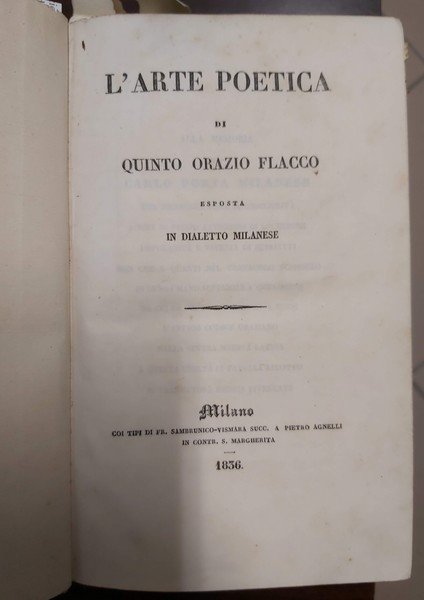 L'ARTE POETICA
DI
QUINTO ORAZIO FLACCO
ESPOSTA
IN DIALETTO MILANESE
Milano
COI TIPI DI FR. SAMBRUNICO-VISMARA SUCC. A PIETRO AGNELLI
IN CONTR. S. MARGHERITA
1836.